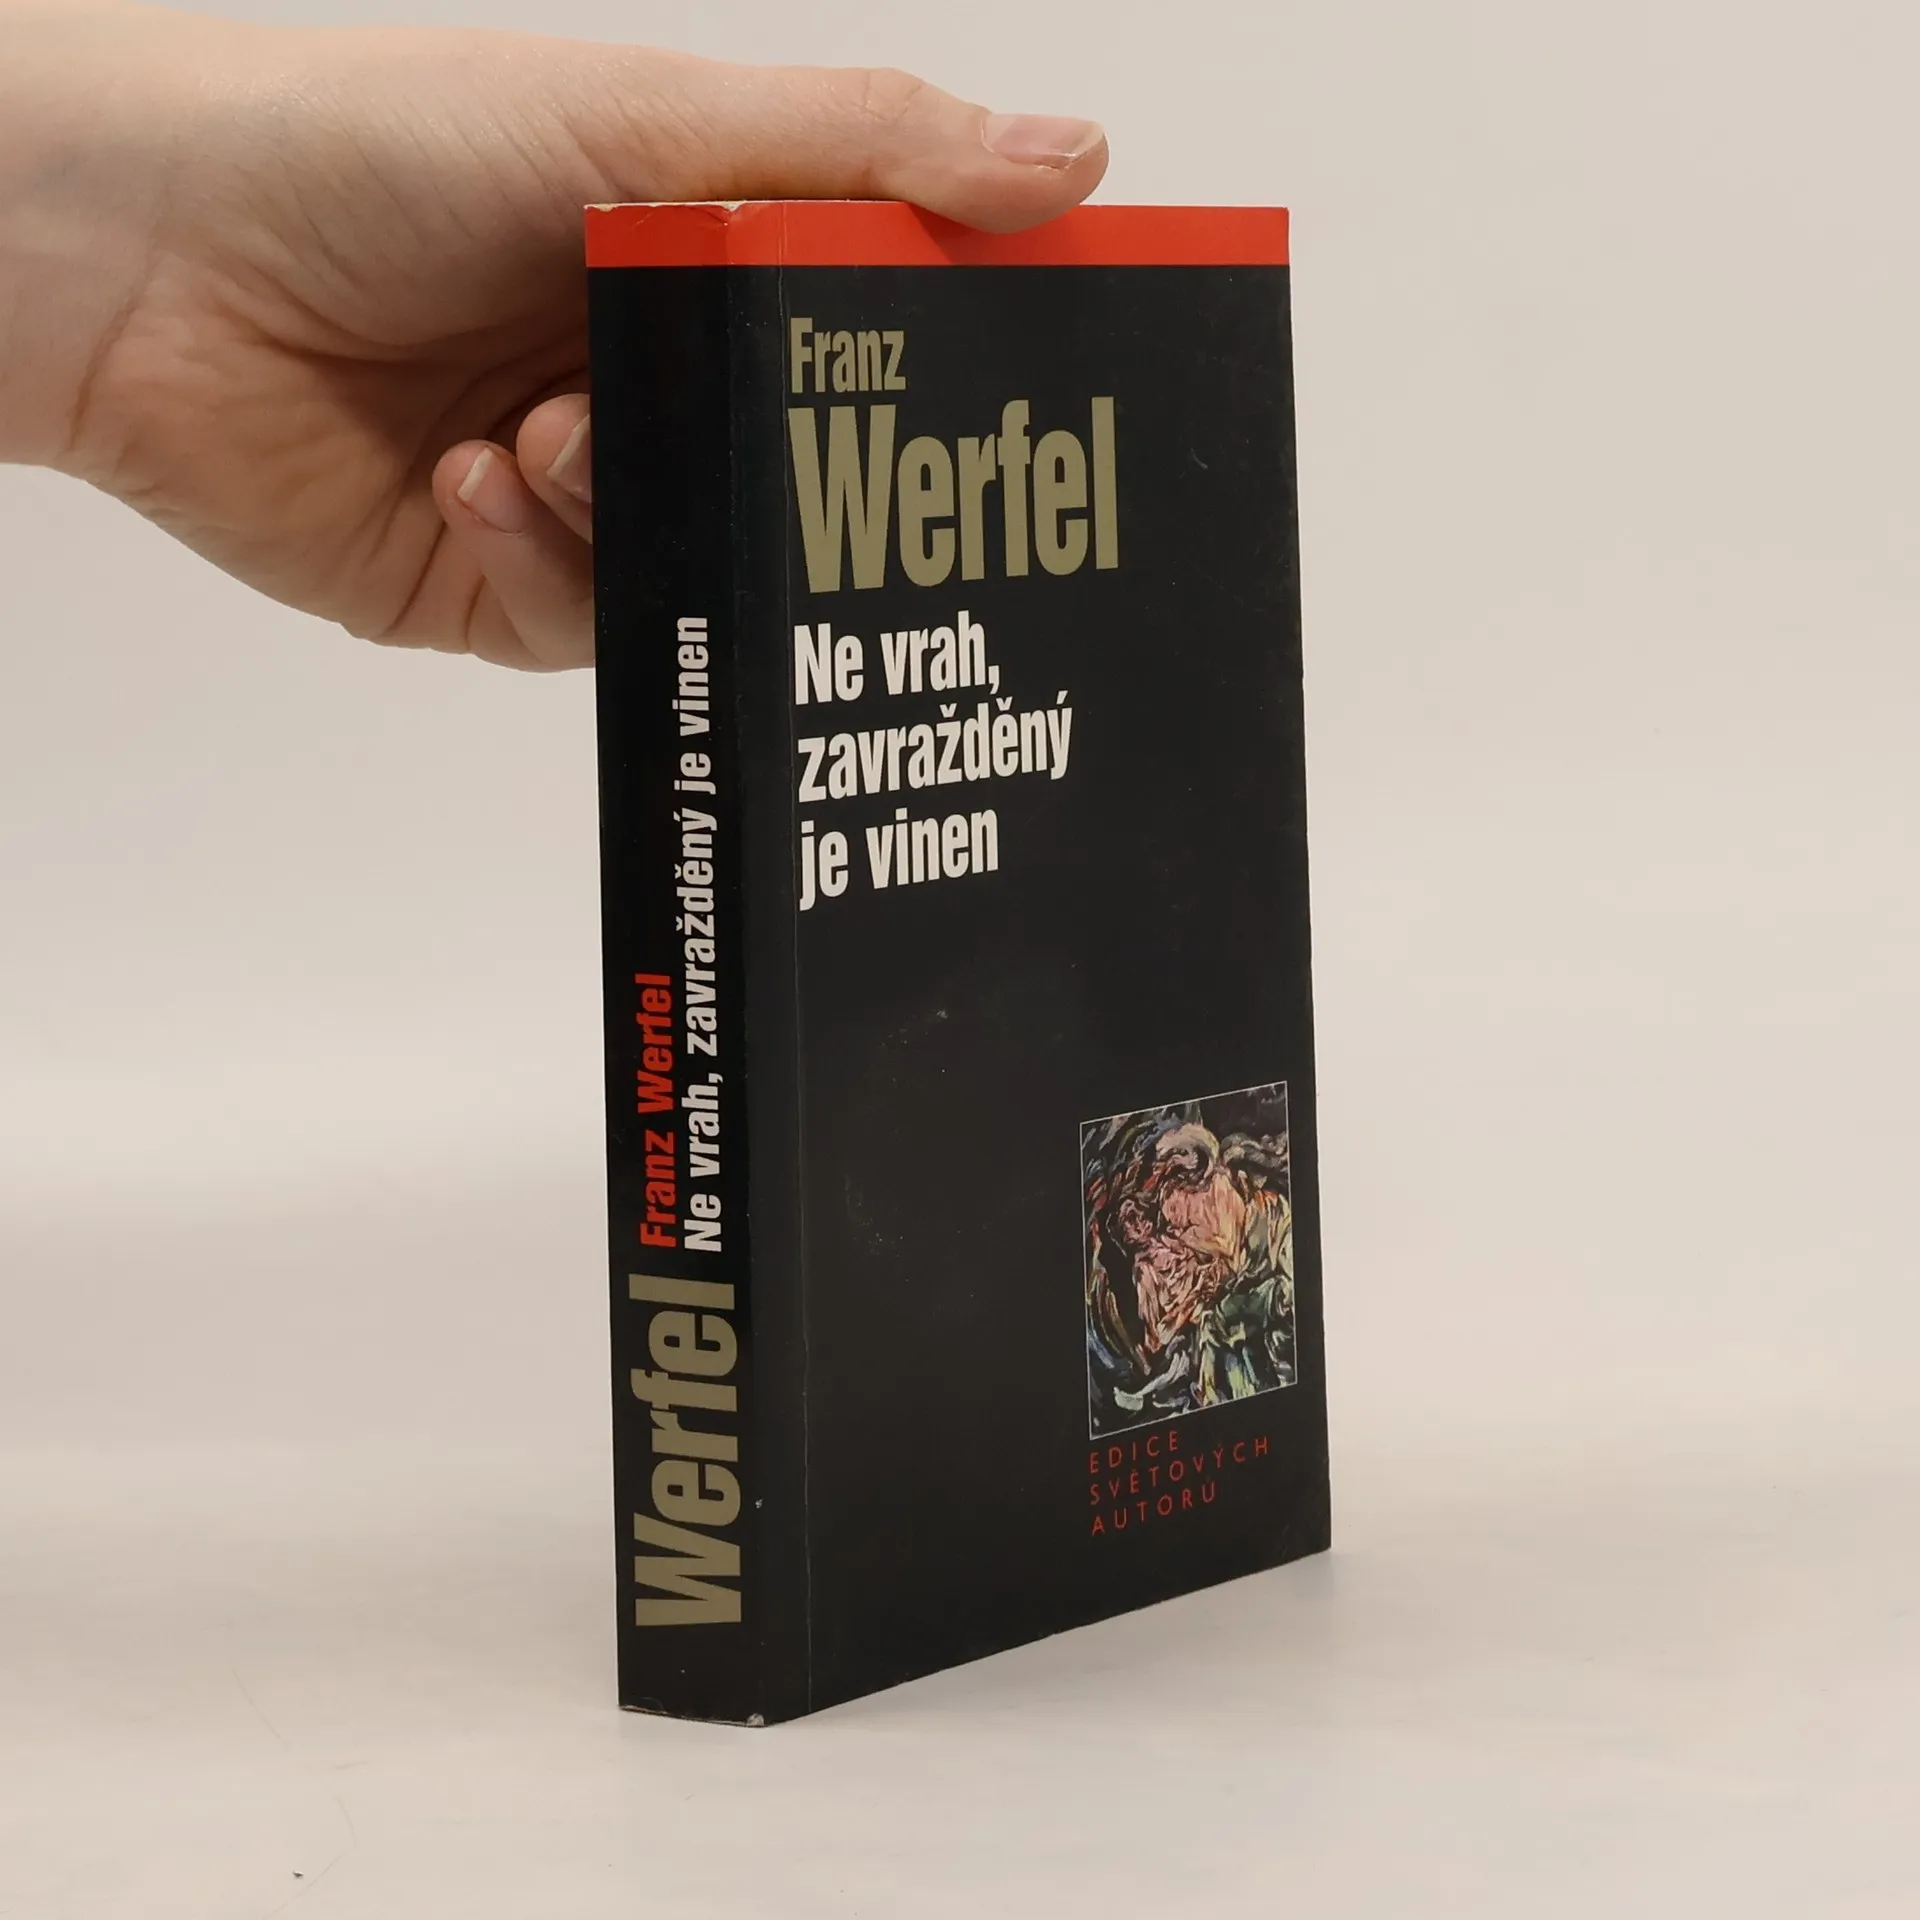 Franz
Werfel
Ne vrah,
zavražděný
je vinen
EDICE
SVĚTOVÝCH
AUTORŮ
Werfel
Franz Werfel
Ne vrah, zavražděný je vinen